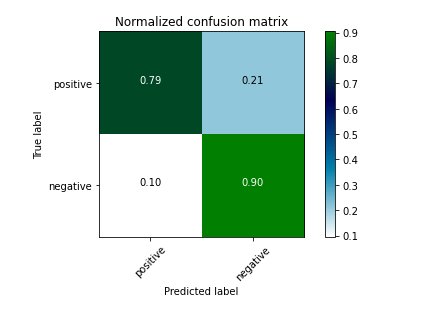 Normalized confusion matrix
True label
positive
negative
0.79 0.21
0.10 0.90
positive negative
Predicted label
0.9
0.8
0.7
0.6
0.5
0.4
0.3
0.2
0.1